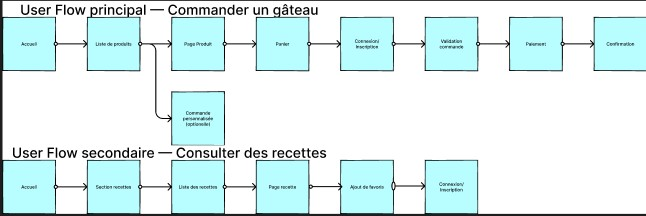 User Flow principal — Commander un gâteau
Accueil
Liste de produits
Page Produit
Panier
Connexion/
Inscription
Validation
commande
Paiement
Confirmation
Commande
personnalisée
(optionnelle)
User Flow secondaire — Consulter des recettes
Accueil
Section recettes
Liste des recettes
Page recette
Ajout de favoris
Connexion/
Inscription